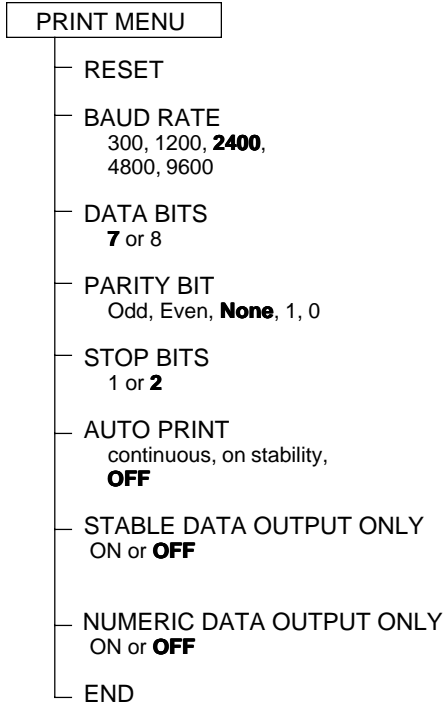 PRINT MENU
RESET
BAUD RATE
300, 1200, 2400,
4800, 9600
DATA BITS
7 or 8
PARITY BIT
Odd, Even, None, 1, 0
STOP BITS
1 or 2
AUTO PRINT
continuous, on stability,
OFF
STABLE DATA OUTPUT ONLY
ON or OFF
NUMERIC DATA OUTPUT ONLY
ON or OFF
END